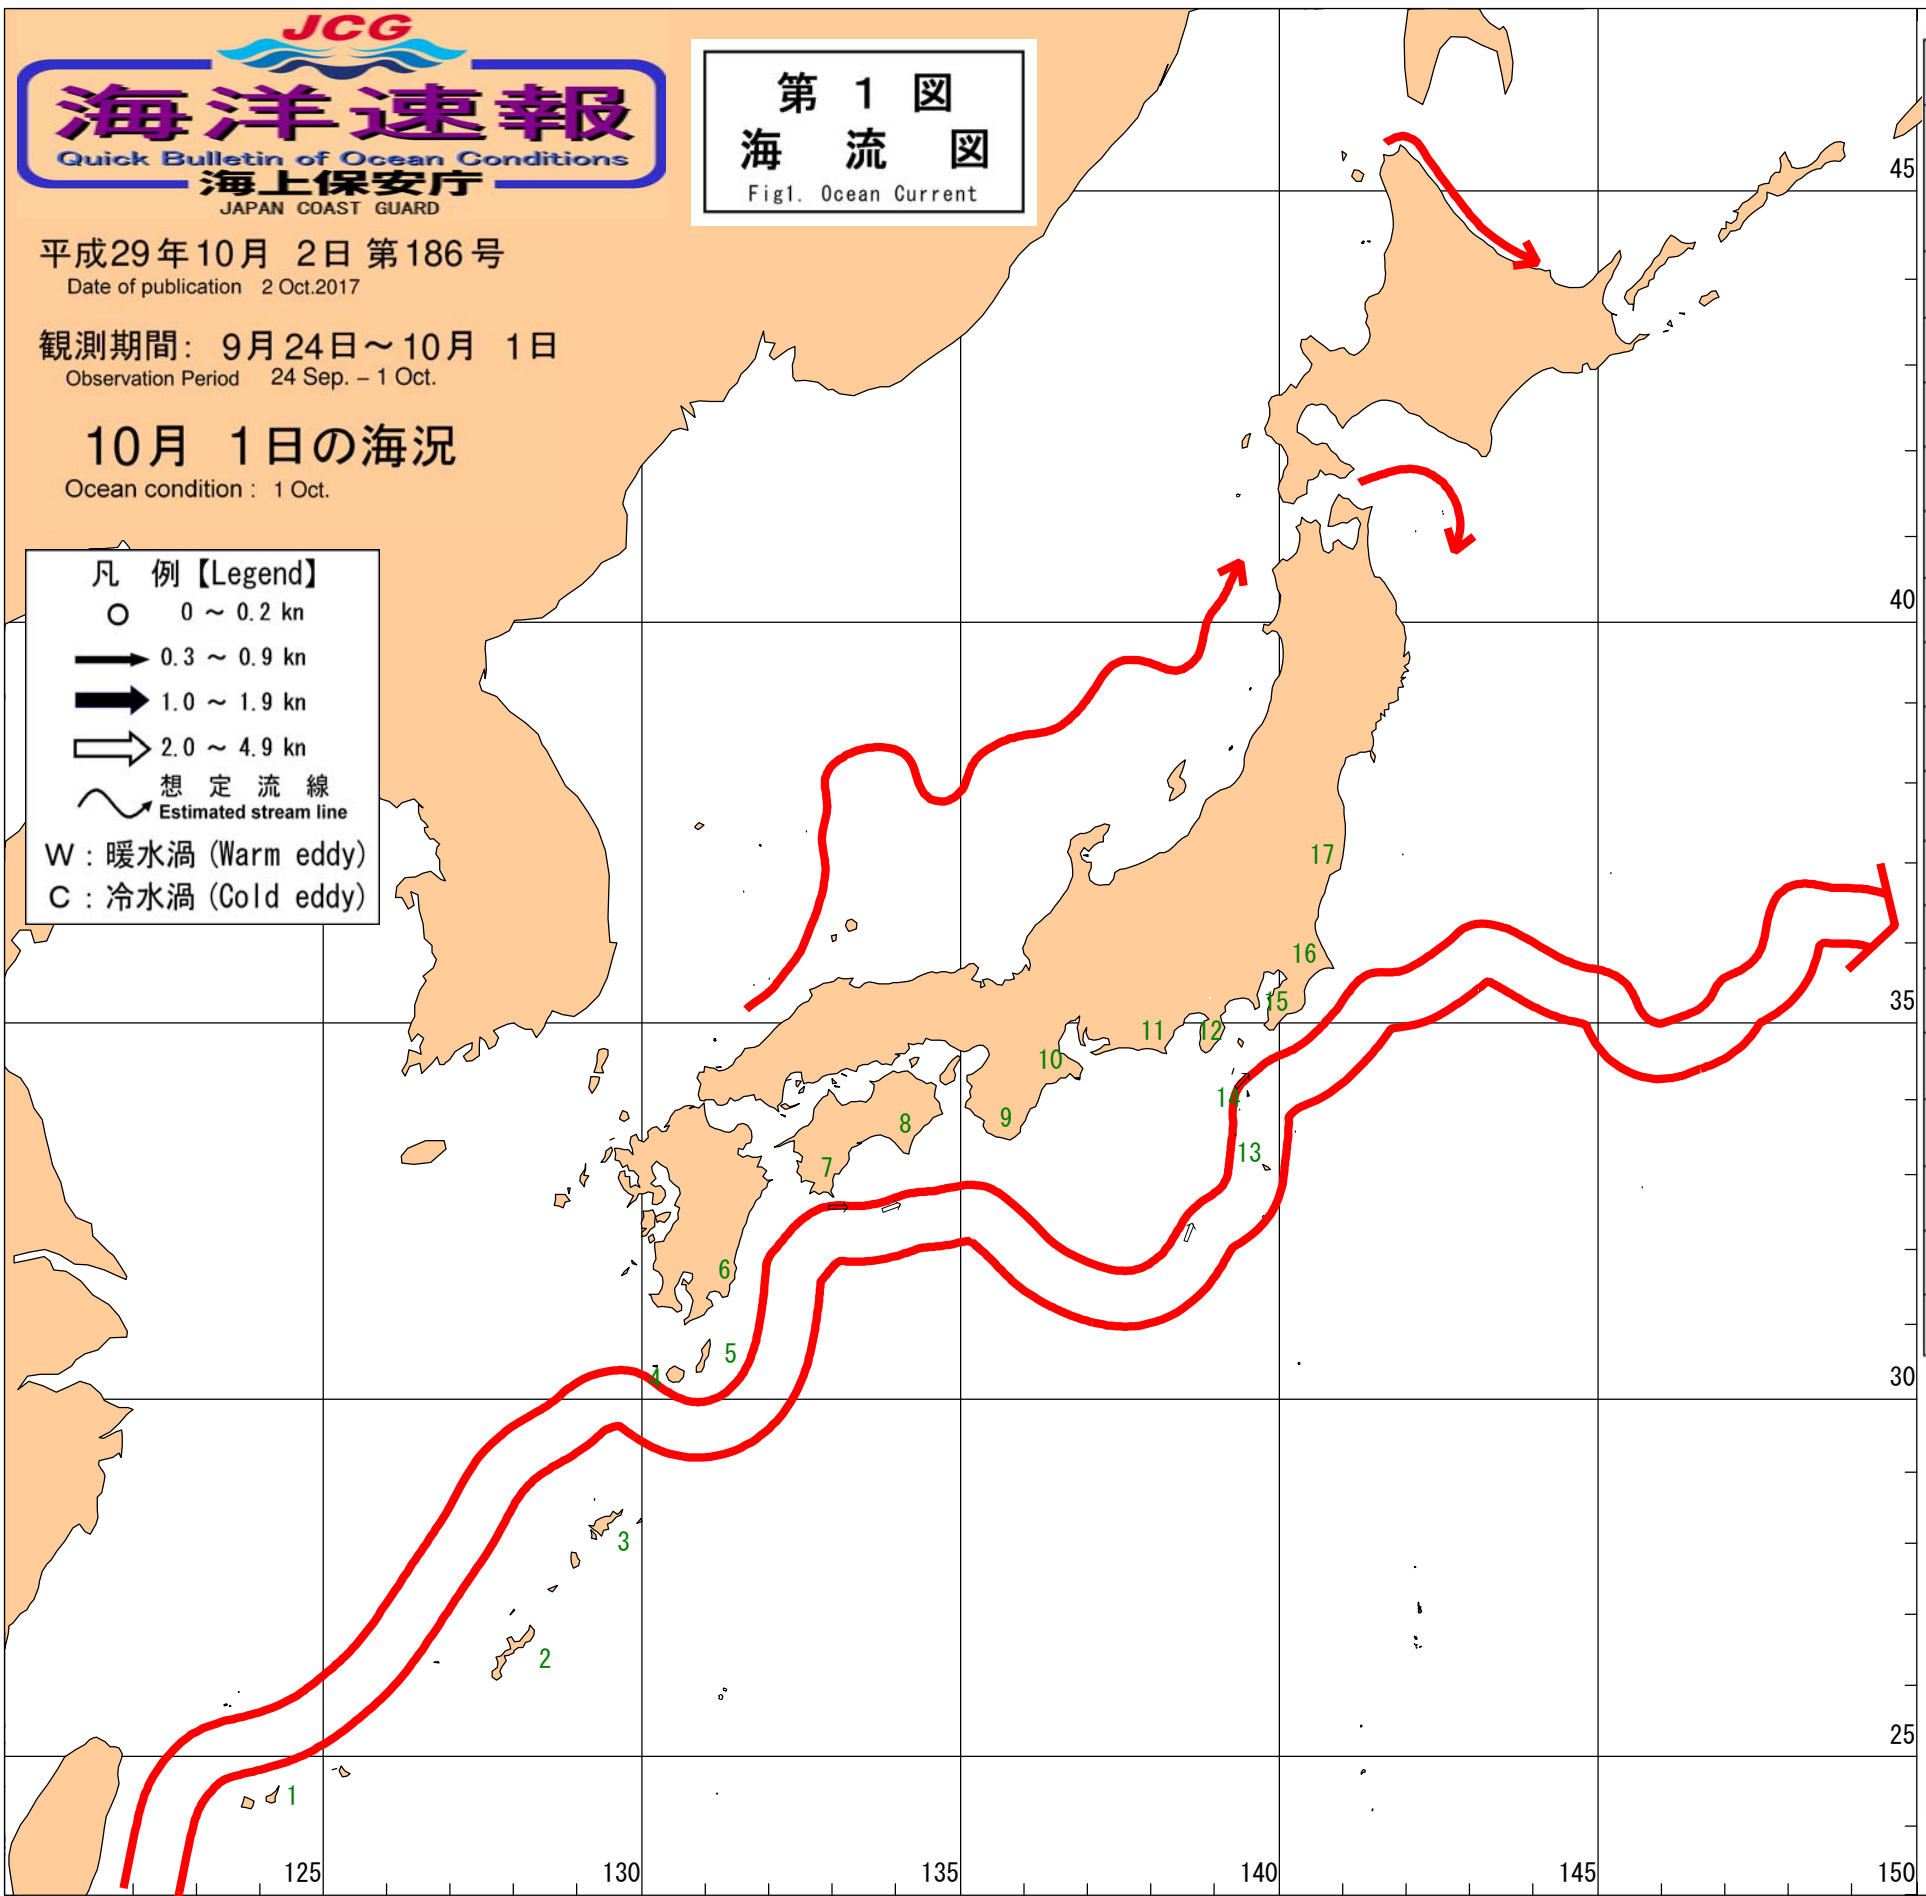 JCG
海洋速報
Quick Bulletin of Ocean Conditions
海上保安庁
JAPAN COAST GUARD
第 1 図
海 流 図
Fig1. Ocean Current
平成29年10月 2日 第186号
Date of publication 2 Oct.2017
観測期間: 9月24日～10月 1日
Observation Period 24 Sep. – 1 Oct.
10月 1日の海況
Ocean condition : 1 Oct.
凡 例【Legend】
0 ～ 0.2 kn
0.3 ～ 0.9 kn
1.0 ～ 1.9 kn
2.0 ～ 4.9 kn
想 定 流 線
Estimated stream line
W : 暖水渦 (Warm eddy)
C : 冷水渦 (Cold eddy)
45
40
17
16
35
15
11
12
10
14
9
8
13
7
6
5
4
30
3
2
25
1
125
130
135
140
145
150